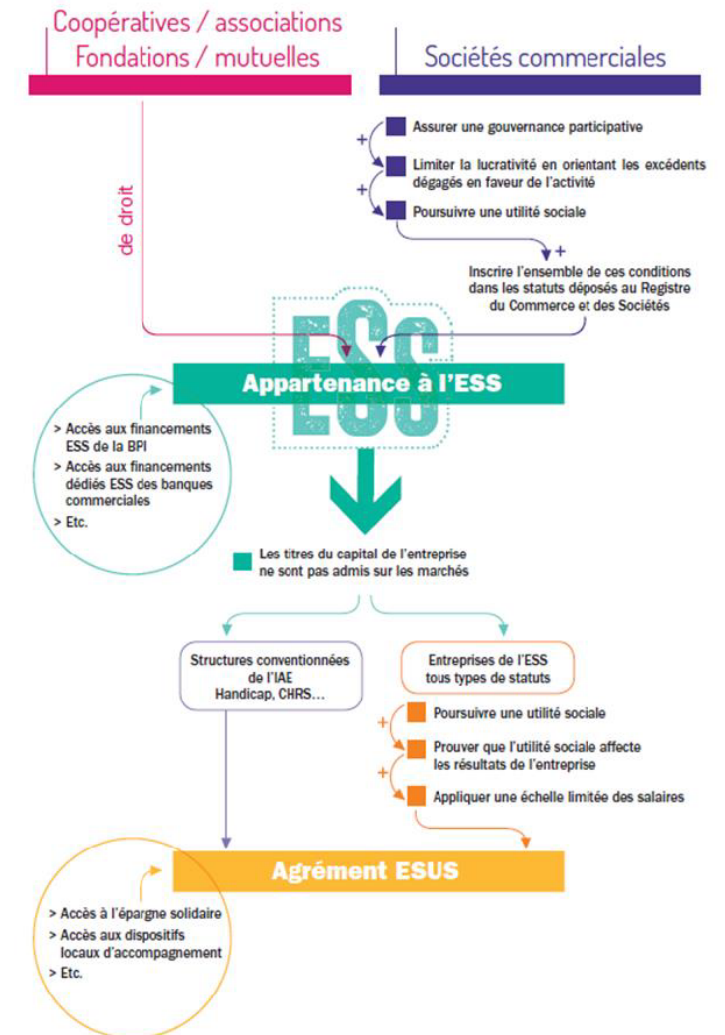 Coopératives / associations
Fondations / mutuelles
Sociétés commerciales
de droit
+
+
Assurer une gouvernance participative
Limiter la lucrativité en orientant les excédents
dégagés en faveur de l'activité
Poursuivre une utilité sociale
+
Inscrire l'ensemble de ces conditions
dans les statuts déposés au Registre
du Commerce et des Sociétés
ESS
Appartenance à l'ESS
> Accès aux financements
ESS de la BPI
> Accès aux financements
dédiés ESS des banques
commerciales
> Etc.
Les titres du capital de l'entreprise
ne sont pas admis sur les marchés
Structures conventionnées
de l'IAE
Handicap, CHRS...
Entreprises de l'ESS
tous types de statuts
+
+
Poursuivre une utilité sociale
Prouver que l'utilité sociale affecte
les résultats de l'entreprise
Appliquer une échelle limitée des salaires
Agrément ESUS
> Accès à l'épargne solidaire
> Accès aux dispositifs
locaux d'accompagnement
> Etc.